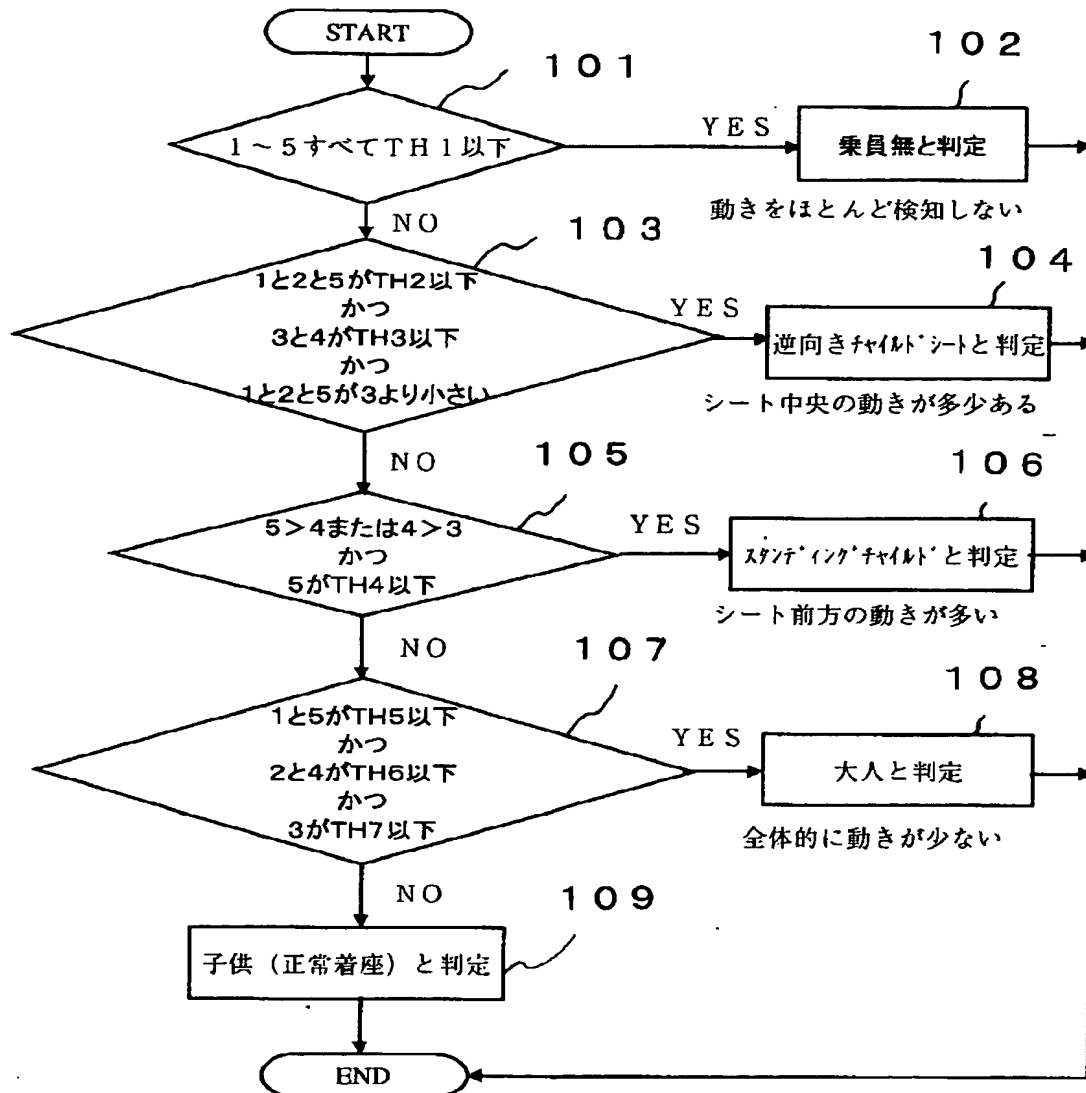 START
101
1~5すべてTH1以下
YES
102
乗員無と判定
動きをほとんど検知しない
NO
103
1と2と5がTH2以下
かつ
3と4がTH3以下
かつ
1と2と5が3より小さい
YES
104
逆向きチャイルドシートと判定
シート中央の動きが多少ある
NO
105
5>4または4>3
かつ
5がTH4以下
YES
106
スタンディングチャイルドと判定
シート前方の動きが多い
NO
107
1と5がTH5以下
かつ
2と4がTH6以下
かつ
3がTH7以下
YES
108
大人と判定
全体的に動きが少ない
NO
109
子供(正常着座)と判定
END